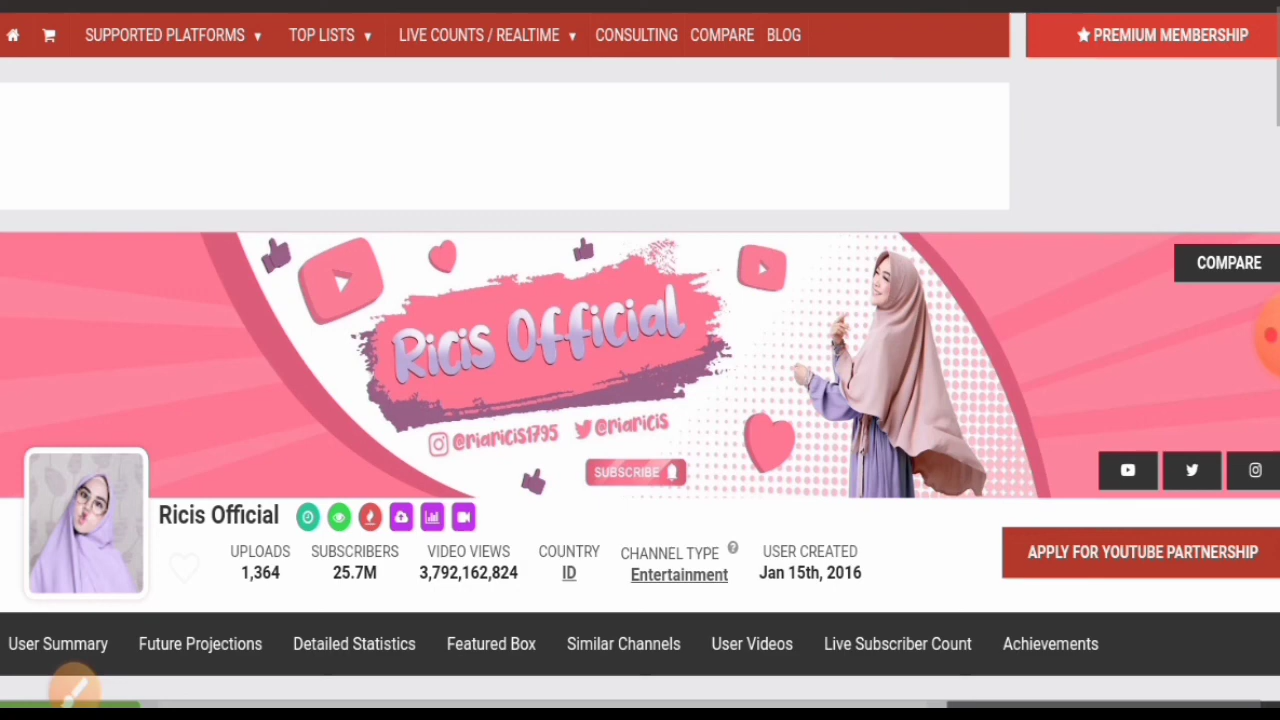 SUPPORTED PLATFORMS TOP LISTS LIVE COUNTS / REALTIME CONSULTING COMPARE BLOG PREMIUM MEMBERSHIP
COMPARE
Ricis Official
@riaricis1795 @riaricis
SUBSCRIBE
Ricis Official
UPLOADS SUBSCRIBERS VIDEO VIEWS COUNTRY CHANNEL TYPE ? USER CREATED
1,364 25.7M 3,792,162,824 ID Entertainment Jan 15th, 2016
APPLY FOR YOUTUBE PARTNERSHIP
User Summary Future Projections Detailed Statistics Featured Box Similar Channels User Videos Live Subscriber Count Achievements